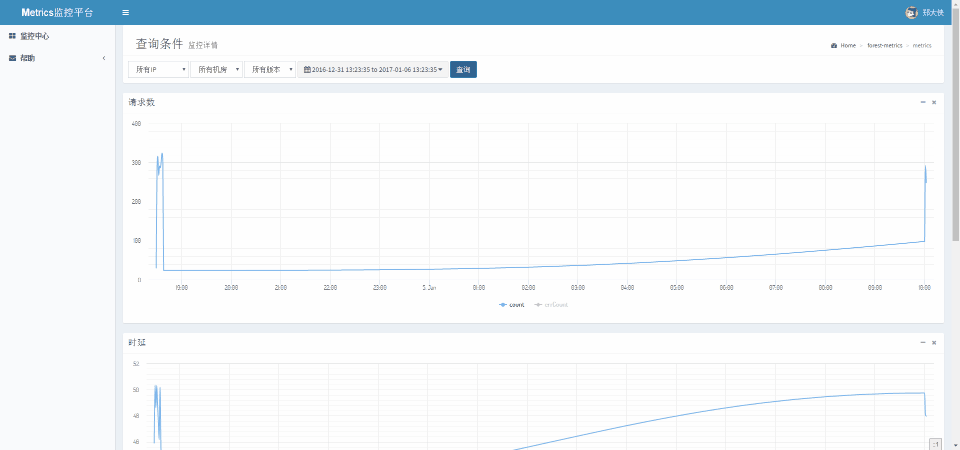 Metrics监控平台
郑大侠
监控中心
帮助
查询条件 监控详情
Home > forest-metrics > metrics
所有IP 所有机房 所有版本 2016-12-31 13:23:35 to 2017-01-06 13:23:35 查询
请求数
400
300
200
100
0
19:00 20:00 21:00 22:00 23:00 5. Jan 01:00 02:00 03:00 04:00 05:00 06:00 07:00 08:00 09:00 10:00
count errCount
时延
52
50
48
46